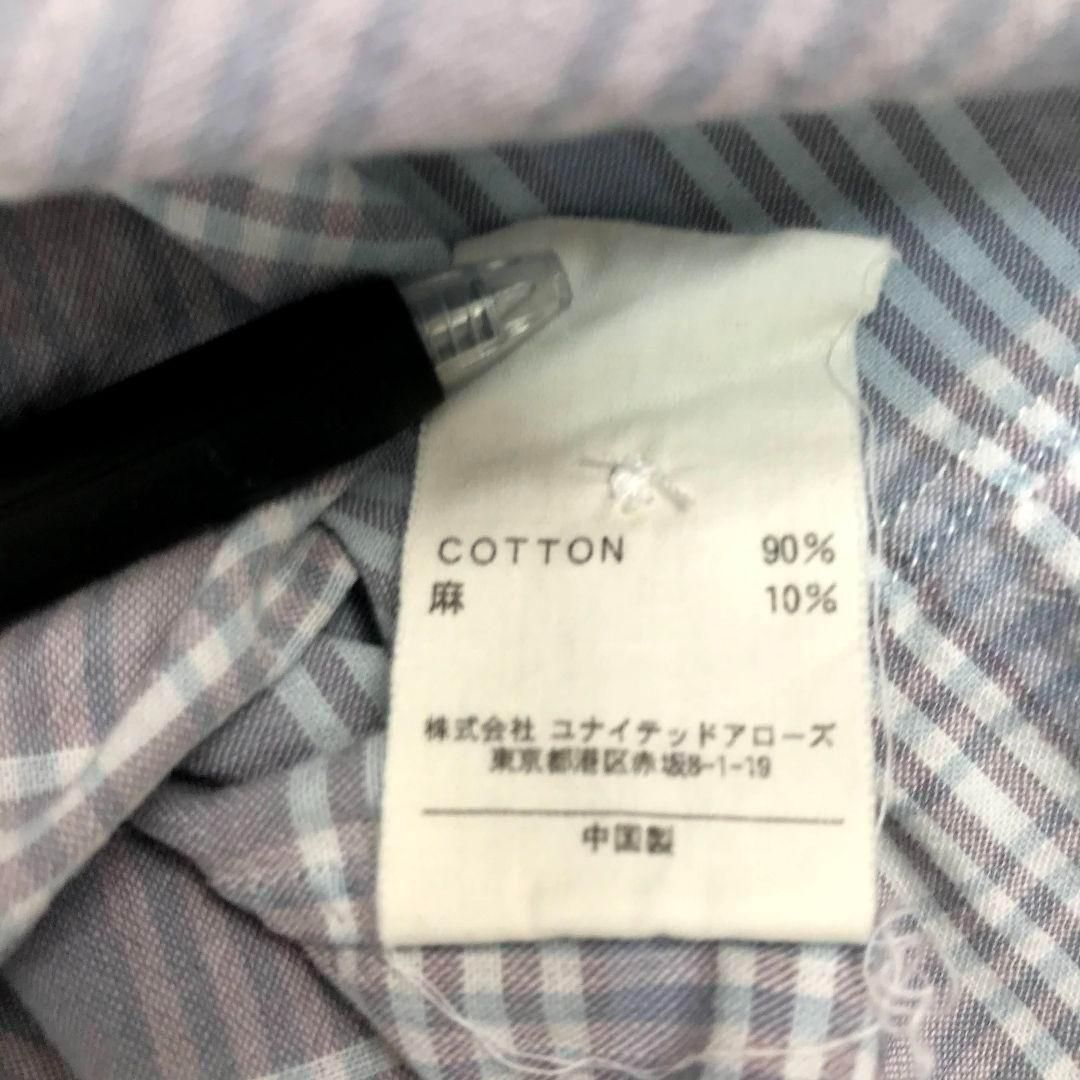 COTTON 90%
麻 10%
株式会社 ユナイテッドアローズ
東京都港区赤坂8-1-19
中国製